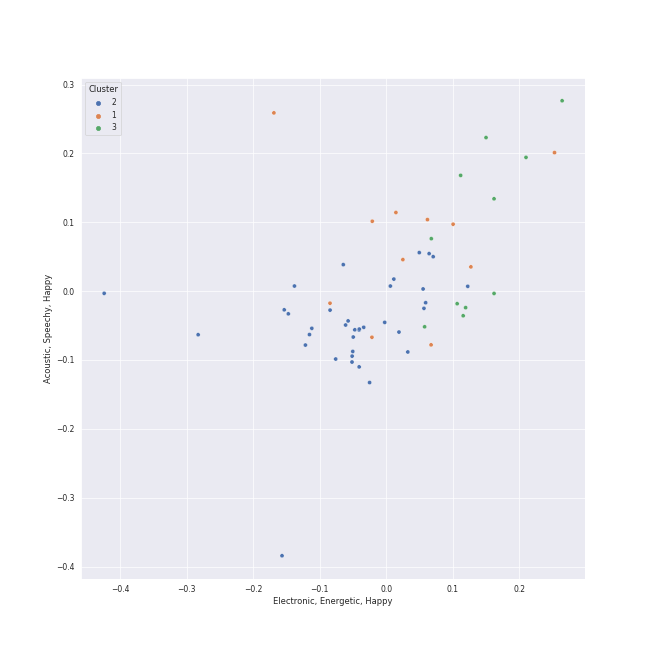 Cluster
2
1
3
0.3
0.2
0.1
0.0
−0.1
−0.2
−0.3
−0.4
Acoustic, Speechy, Happy
−0.4 −0.3 −0.2 −0.1 0.0 0.1 0.2
Electronic, Energetic, Happy